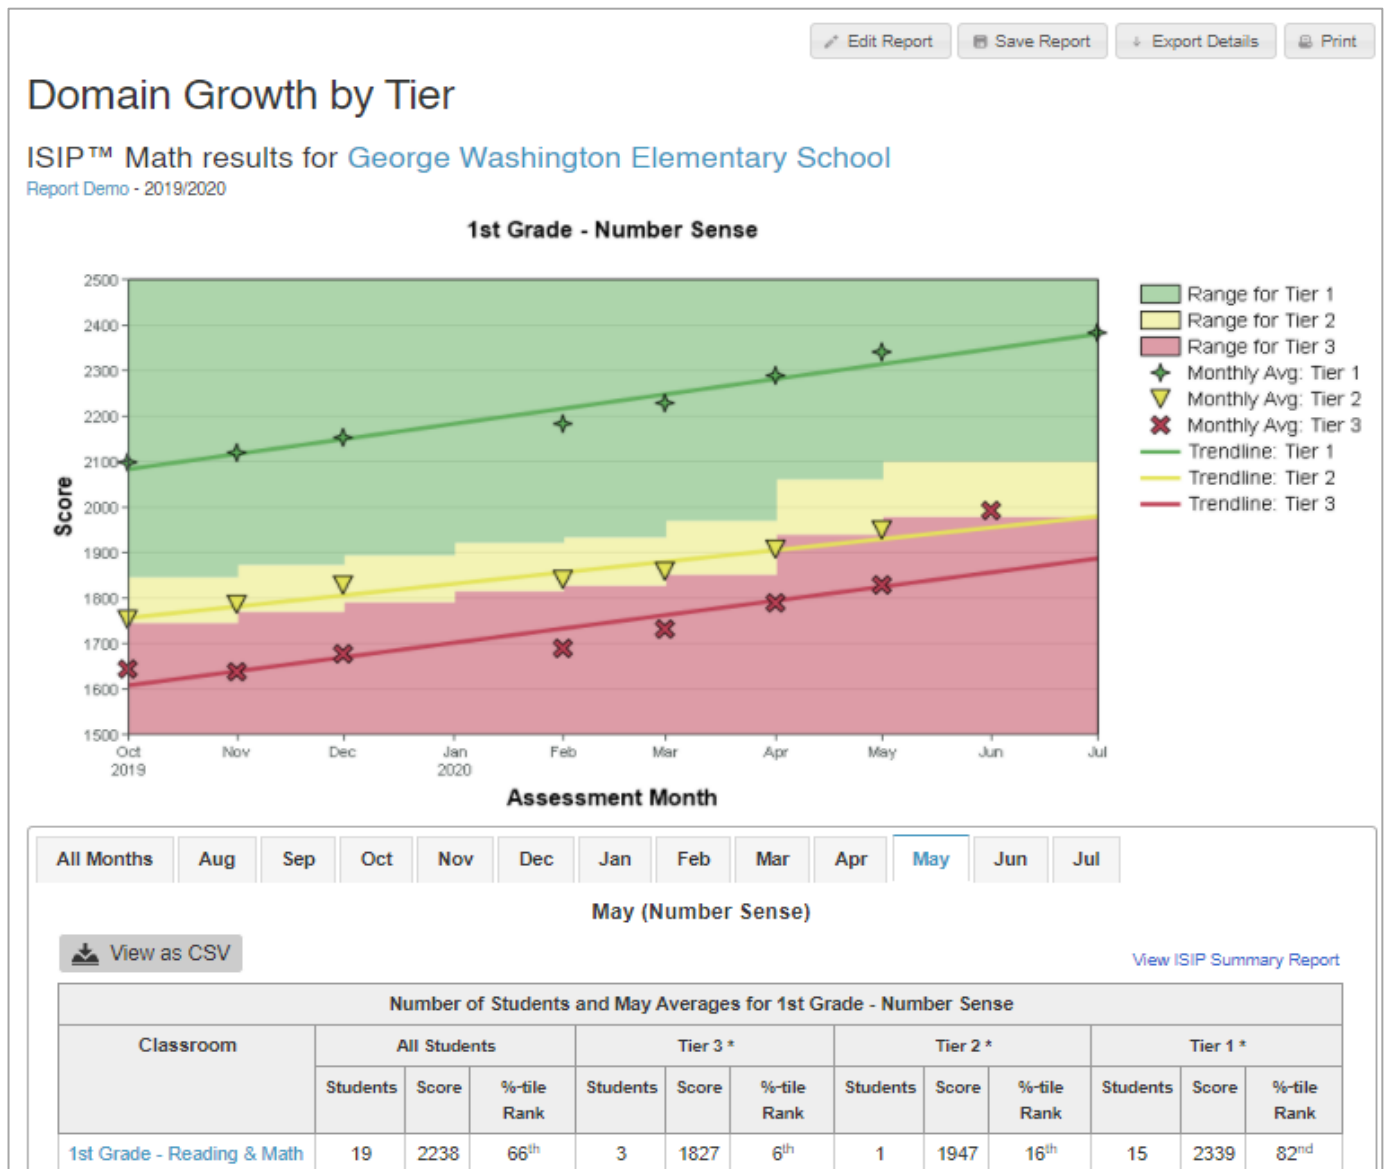 Edit Report Save Report Export Details Print
Domain Growth by Tier
ISIP™ Math results for George Washington Elementary School
Report Demo - 2019/2020
1st Grade - Number Sense
2500
2400
2300
2200
2100
2000
1900
1800
1700
1600
1500
Score
Oct Nov Dec Jan Feb Mar Apr May Jun Jul
2019 2020
Assessment Month
Range for Tier 1
Range for Tier 2
Range for Tier 3
Monthly Avg: Tier 1
Monthly Avg: Tier 2
Monthly Avg: Tier 3
Trendline: Tier 1
Trendline: Tier 2
Trendline: Tier 3
All Months Aug Sep Oct Nov Dec Jan Feb Mar Apr May Jun Jul
May (Number Sense)
View as CSV
View ISIP Summary Report
Number of Students and May Averages for 1st Grade - Number Sense
Classroom All Students Tier 3 * Tier 2 * Tier 1 *
Students Score %-tile Rank Students Score %-tile Rank Students Score %-tile Rank Students Score %-tile Rank
1st Grade - Reading & Math 19 2238 66th 3 1827 6th 1 1947 16th 15 2339 82nd